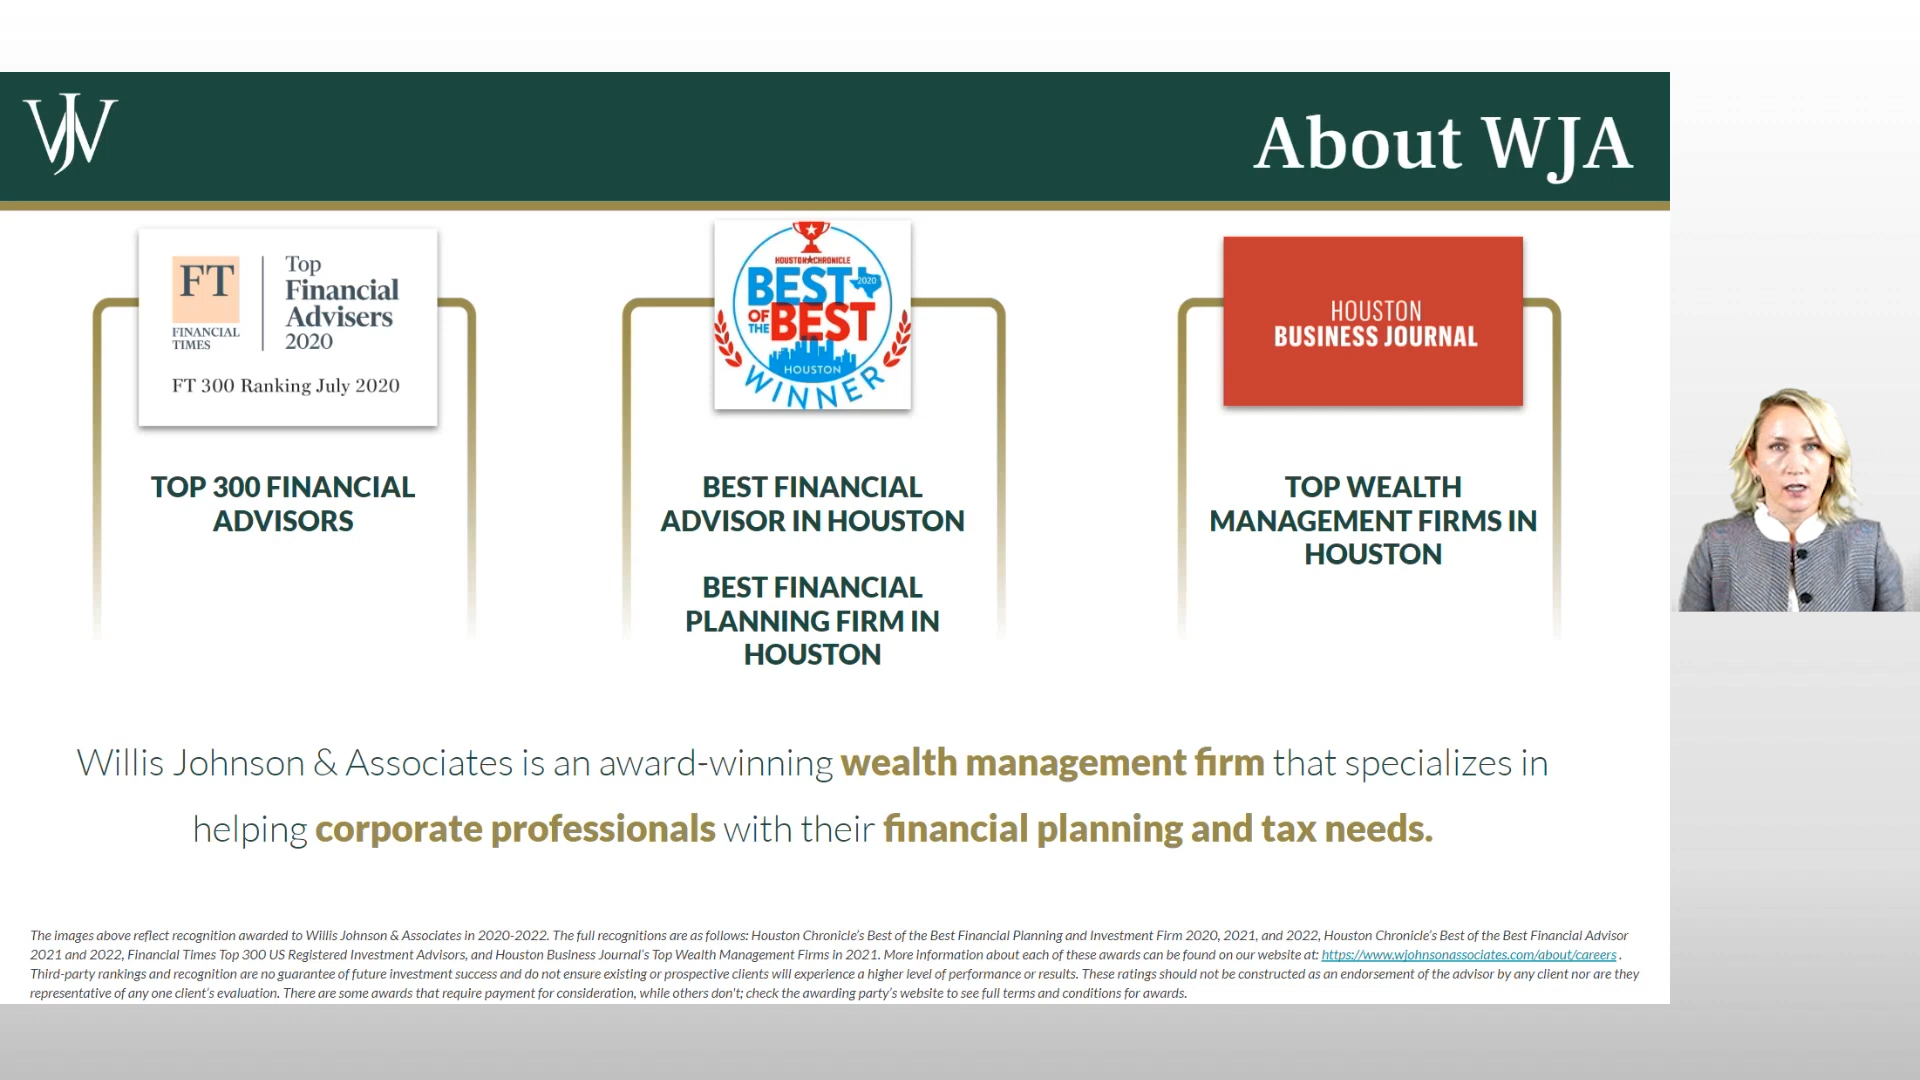 WJ
About WJA
FT
FINANCIAL
TIMES
Top
Financial
Advisers
2020
FT 300 Ranking July 2020
HOUSTON CHRONICLE
BEST
2020
OF
THE
BEST
HOUSTON
WINNER
HOUSTON
BUSINESS JOURNAL
TOP 300 FINANCIAL
ADVISORS
BEST FINANCIAL
ADVISOR IN HOUSTON
BEST FINANCIAL
PLANNING FIRM IN
HOUSTON
TOP WEALTH
MANAGEMENT FIRMS IN
HOUSTON
Willis Johnson & Associates is an award-winning wealth management firm that specializes in
helping corporate professionals with their financial planning and tax needs.
The images above reflect recognition awarded to Willis Johnson & Associates in 2020-2022. The full recognitions are as follows: Houston Chronicle's Best of the Best Financial Planning and Investment Firm 2020, 2021, and 2022, Houston Chronicle's Best of the Best Financial Advisor
2021 and 2022, Financial Times Top 300 US Registered Investment Advisors, and Houston Business Journal's Top Wealth Management Firms in 2021. More information about each of these awards can be found on our website at: https://www.wjohnsonassociates.com/about/careers .
Third-party rankings and recognition are no guarantee of future investment success and do not ensure existing or prospective clients will experience a higher level of performance or results. These ratings should not be constructed as an endorsement of the advisor by any client nor are they
representative of any one client's evaluation. There are some awards that require payment for consideration, while others don't; check the awarding party's website to see full terms and conditions for awards.